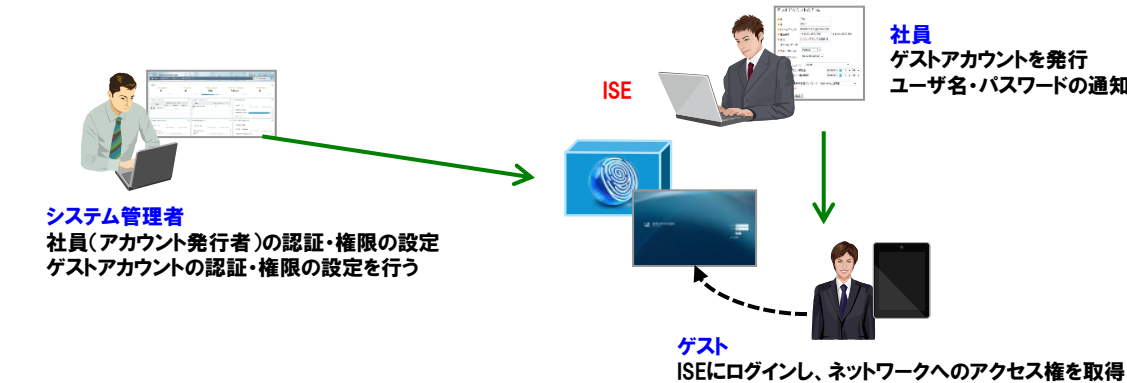 社員
ゲストアカウントを発行
ユーザ名・パスワードの通知
ISE
システム管理者
社員(アカウント発行者)の認証・権限の設定
ゲストアカウントの認証・権限の設定を行う
ゲスト
ISEにログインし、ネットワークへのアクセス権を取得